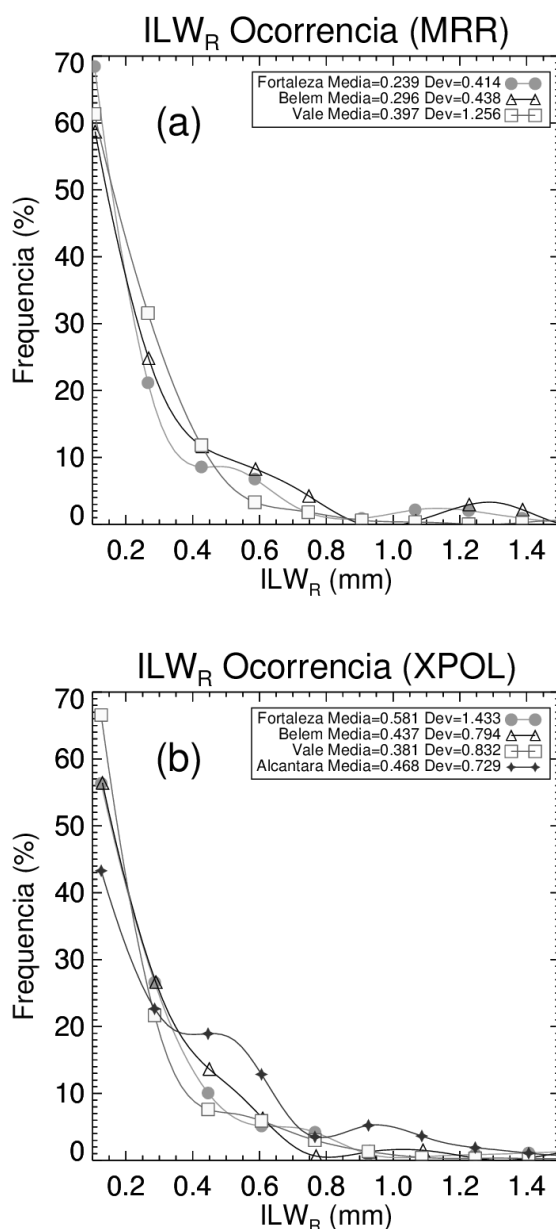 ILWR Ocorrencia (MRR)
70
60
50
40
30
20
10
0
Frequencia (%)
(a)
Fortaleza Media=0.239 Dev=0.414
Belem Media=0.296 Dev=0.438
Vale Media=0.397 Dev=1.256
0.2 0.4 0.6 0.8 1.0 1.2 1.4
ILWR (mm)
ILWR Ocorrencia (XPOL)
70
60
50
40
30
20
10
0
Frequencia (%)
(b)
Fortaleza Media=0.581 Dev=1.433
Belem Media=0.437 Dev=0.794
Vale Media=0.381 Dev=0.832
Alcantara Media=0.468 Dev=0.729
0.2 0.4 0.6 0.8 1.0 1.2 1.4
ILWR (mm)